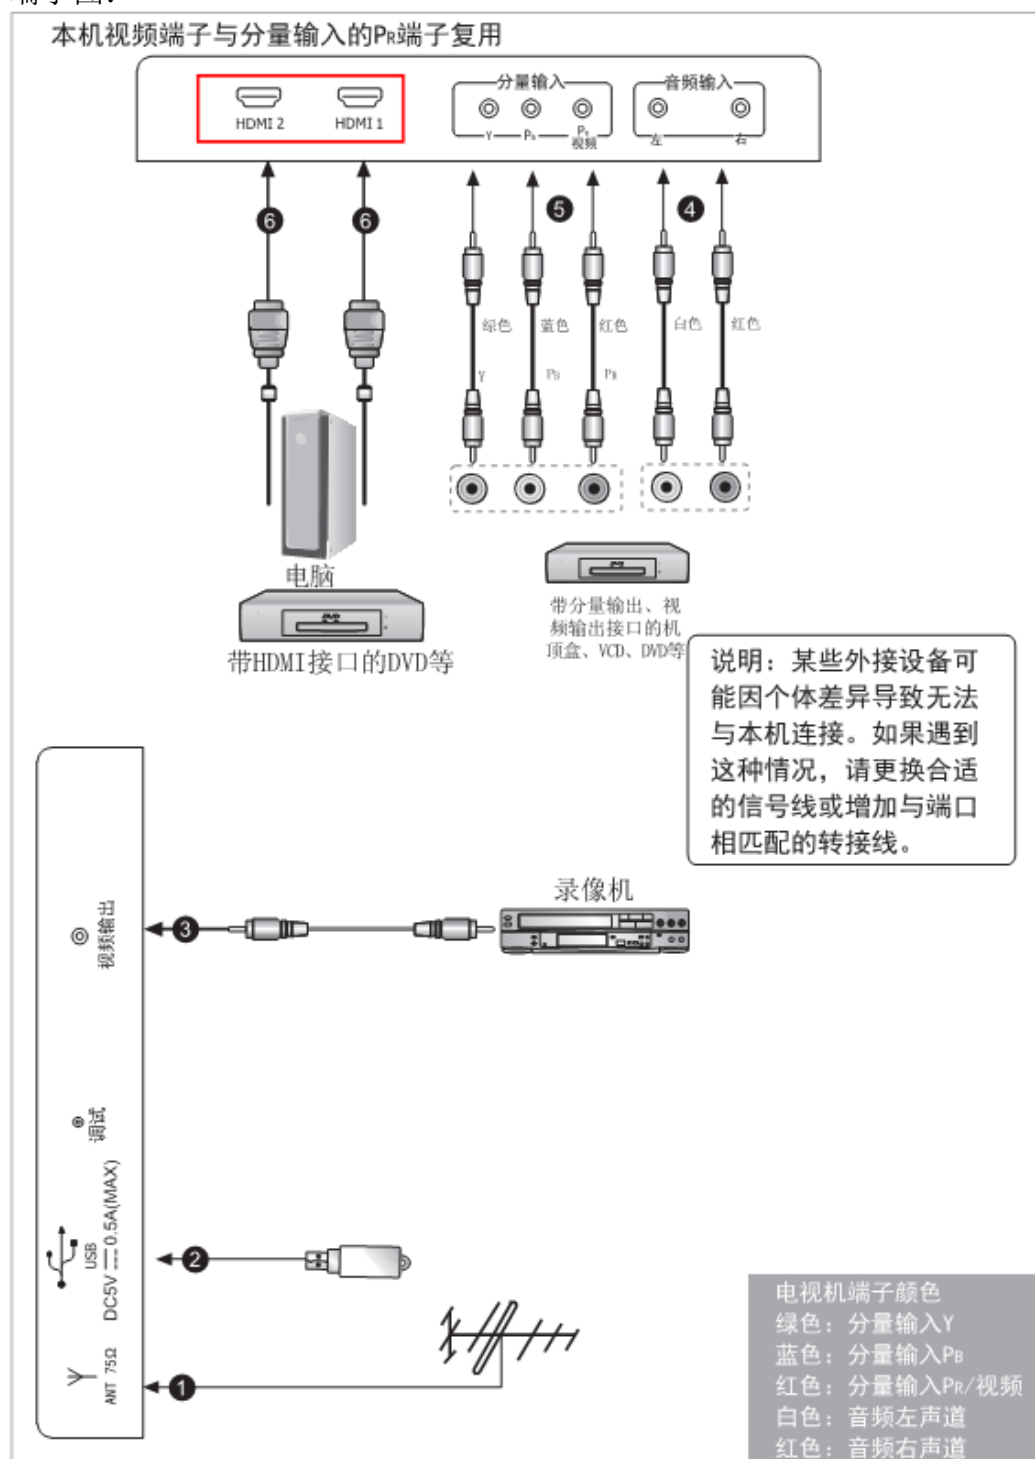 本机视频端子与分量输入的PR端子复用
HDMI 2
HDMI 1
分量输入
Y
PB
PR
视频
音频输入
左
右
6
6
5
4
绿色
蓝色
红色
白色
红色
Y
PB
PR
电脑
带HDMI接口的DVD等
带分量输出、视
频输出接口的机
顶盒、VCD、DVD等
说明：某些外接设备可
能因个体差异导致无法
与本机连接。如果遇到
这种情况，请更换合适
的信号线或增加与端口
相匹配的转接线。
录像机
视频输出
3
调试
USB
DC5V 0.5A(MAX)
2
ANT 75Ω
1
电视机端子颜色
绿色：分量输入Y
蓝色：分量输入PB
红色：分量输入PR/视频
白色：音频左声道
红色：音频右声道